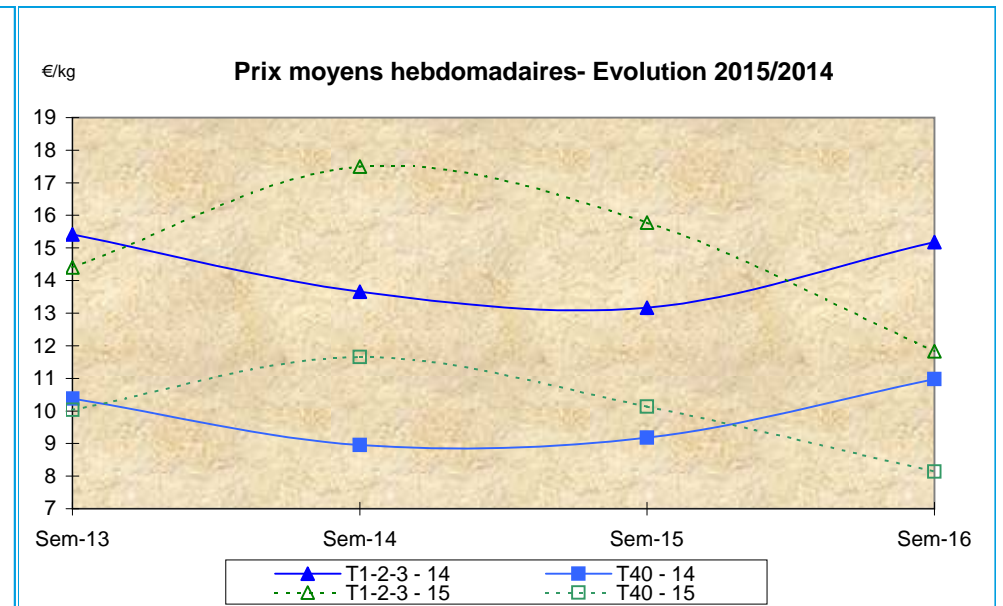 €/kg
Prix moyens hebdomadaires- Evolution 2015/2014
19
18
17
16
15
14
13
12
11
10
9
8
7
Sem-13 Sem-14 Sem-15 Sem-16
T1-2-3 - 14 T40 - 14
T1-2-3 - 15 T40 - 15